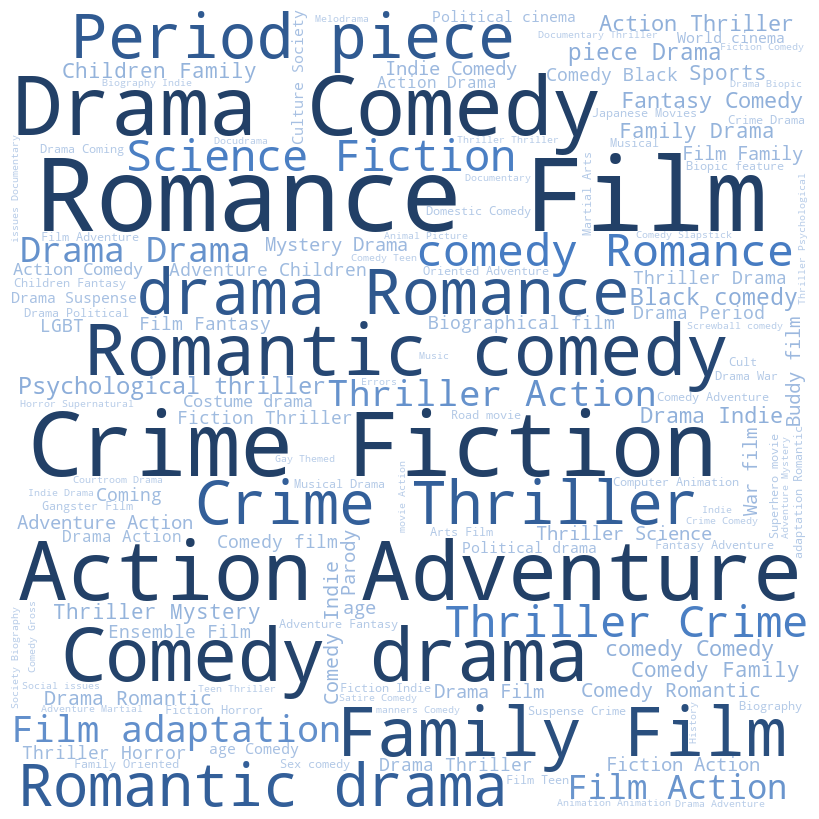 Melodrama
Political cinema
Period piece
Action Thriller
Documentary Thriller
World cinema
Fiction Comedy
Culture Society
piece Drama
Children Family
Indie Comedy
Comedy Black
Sports
Biography Indie
Action Drama
Drama Biopic
Drama Comedy
Fantasy Comedy
Japanese Movies
Crime Drama
Family Drama
issues Documentary
Drama Coming
Docudrama
Thriller Thriller
Musical
Science Fiction
Film Family
Martial Arts
Biopic feature
Romance Film
Documentary
Thriller Psychological
Domestic Comedy
Film Adventure
Animal Picture
Comedy Slapstick
Drama Drama
Mystery Drama
comedy Romance
Comedy Teen
Action Comedy
Adventure Children
Oriented Adventure
Children Fantasy
Thriller Drama
drama Romance
Drama Suspense
Black comedy
Drama Political
Drama Period
LGBT
Film Fantasy
Biographical film
Screwball comedy
Buddy film
Romantic comedy
Music
Cult
Drama War
Psychological thriller
Errors
Thriller Action
Horror Supernatural
Costume drama
Comedy Adventure
Fiction Thriller
Road movie
Drama Indie
Crime Fiction
War film
Superhero movie
Adventure Mystery
adaptation Romantic
Gay Themed
movie Action
Courtroom Drama
Musical Drama
Computer Animation
Indie Drama
Coming
Crime Thriller
Gangster Film
Indie
Adventure Action
Crime Comedy
Drama Action
Comedy film
Parody
Arts Film
Thriller Science
Political drama
Fantasy Adventure
Action Adventure
Comedy Indie
Society Biography
Comedy Gross
Thriller Mystery
age
Ensemble Film
Adventure Fantasy
Thriller Crime
Comedy drama
comedy Comedy
Comedy Family
Social issues
Teen Thriller
Fiction Indie
Drama Romantic
Satire Comedy
Drama Film
Comedy Romantic
Adventure Martial
Fiction Horror
manners Comedy
Suspense Crime
History
Biography
Film adaptation
Family Film
Thriller Horror
age Comedy
Family Oriented
Sex comedy
Drama Thriller
Fiction Action
Romantic drama
Film Teen
Film Action
Animation Animation
Drama Adventure